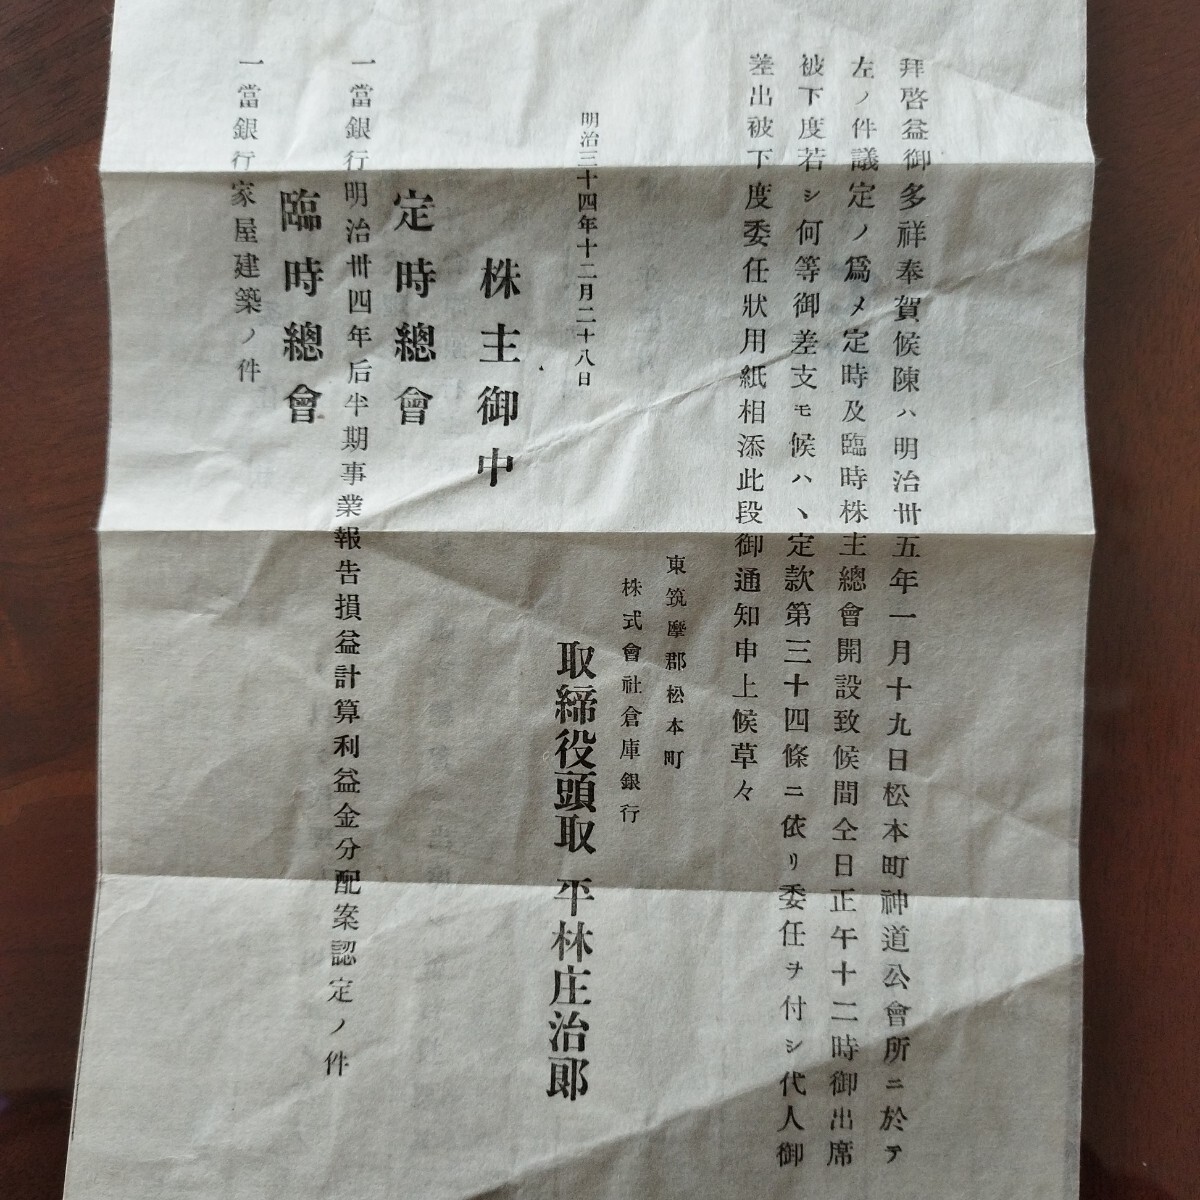 拜啓益御多祥奉賀候陳ハ明治卅五年一月十九日松本町神道公會所ニ於テ
左ノ件議定ノ爲メ定時及臨時株主總會開設致候間仝日正午十二時御出席
被下度若シ何等御差支モ候ハヽ定款第三十四條ニ依リ委任ヲ付シ代人御
差出被下度委任狀用紙相添此段御通知申上候草々
東筑摩郡松本町
株式會社倉庫銀行
明治三十四年十二月二十八日
取締役頭取 平林庄治郎
株主御中
定時總會
一當銀行明治卅四年后半期事業報告損益計算利益金分配案認定ノ件
臨時總會
一當銀行家屋建築ノ件